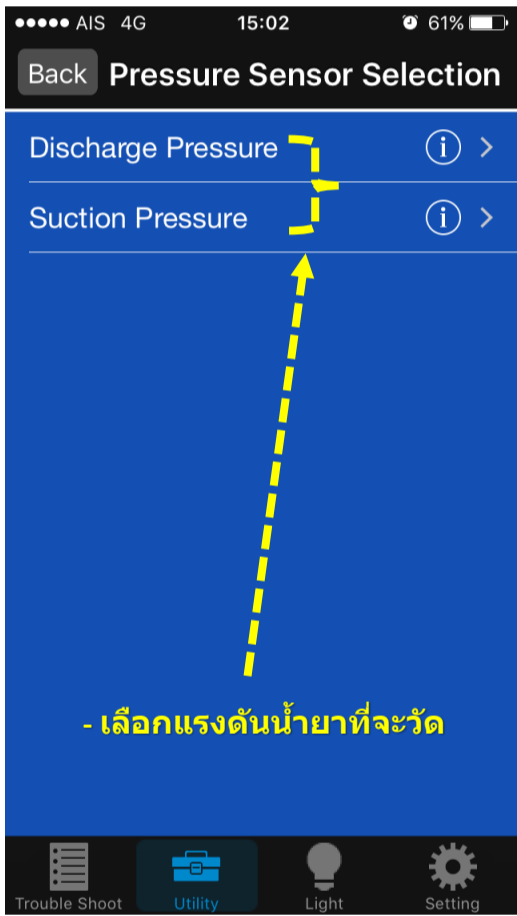 AIS 4G 15:02 61%
Back Pressure Sensor Selection
Discharge Pressure
Suction Pressure
- เลือกแรงดันน้ำยาที่จะวัด
Trouble Shoot Utility Light Setting